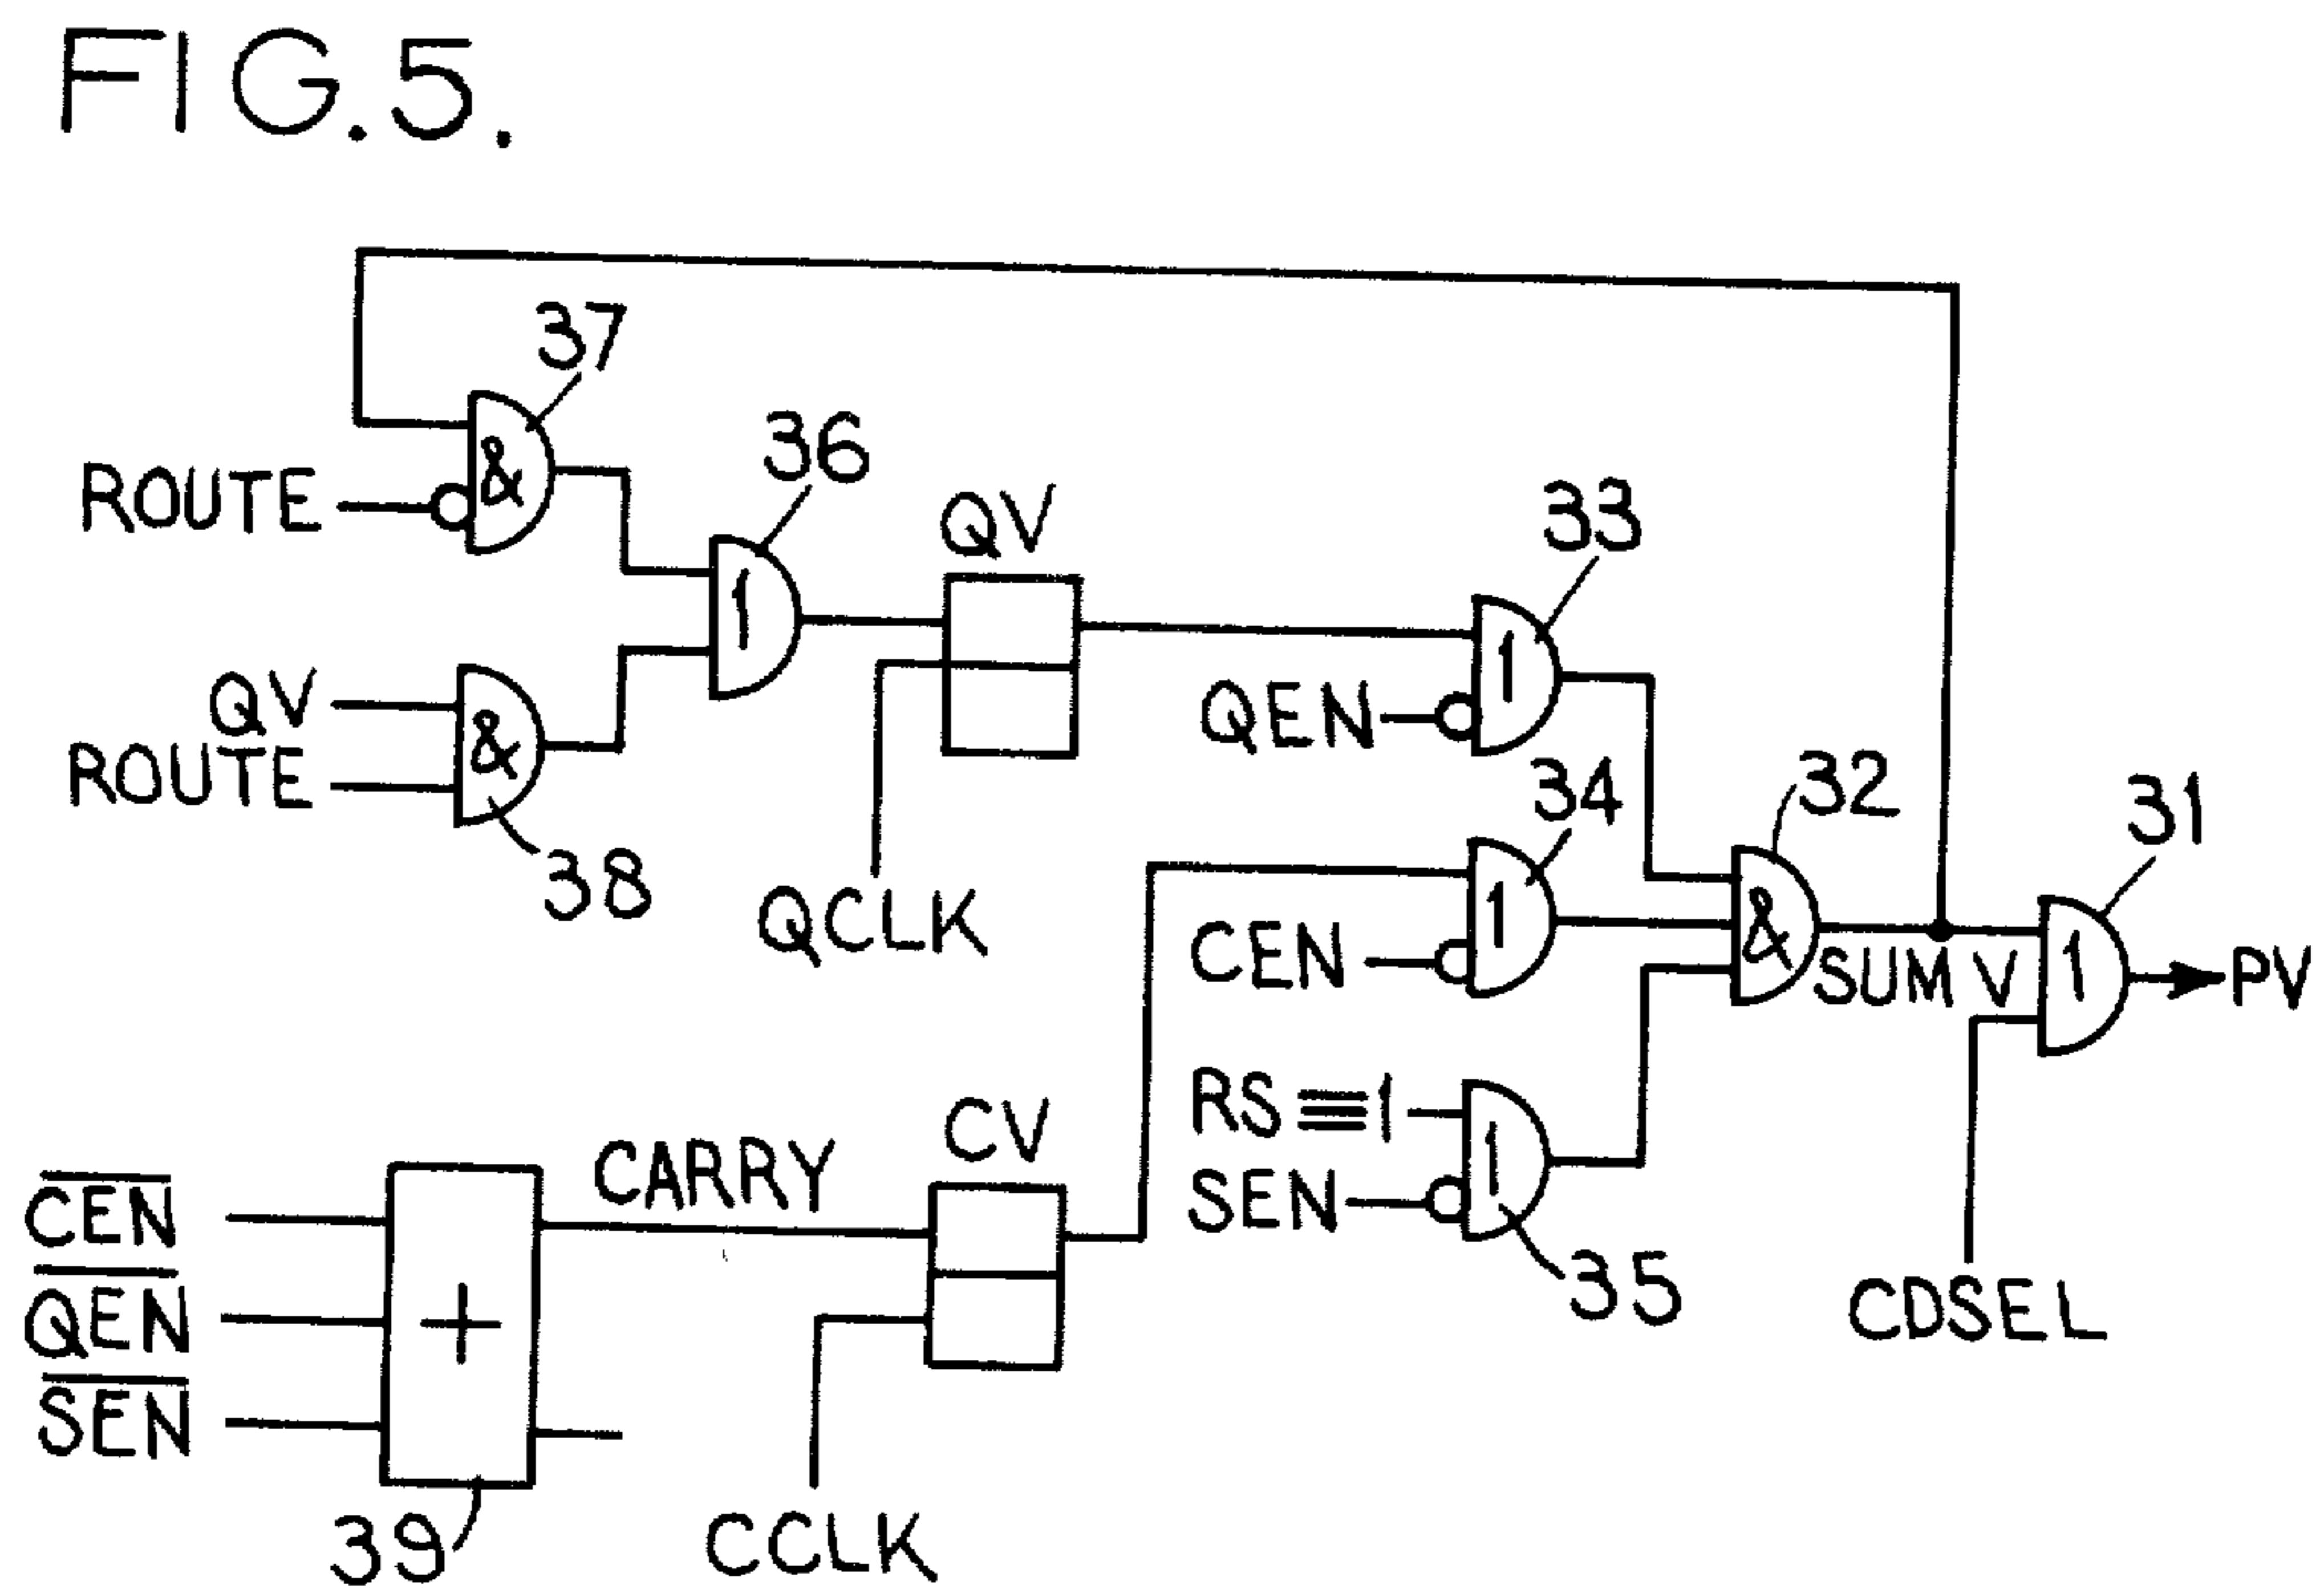 FIG.5.
37
ROUTE
&
36
1
QV
33
1
QV
ROUTE
&
38
QEN
QCLK
34
1
CEN
32
&
SUM V
31
1
PV
RS≡1
SEN
1
35
CDSEL
CEN
QEN
SEN
+
39
CARRY
CV
CCLK